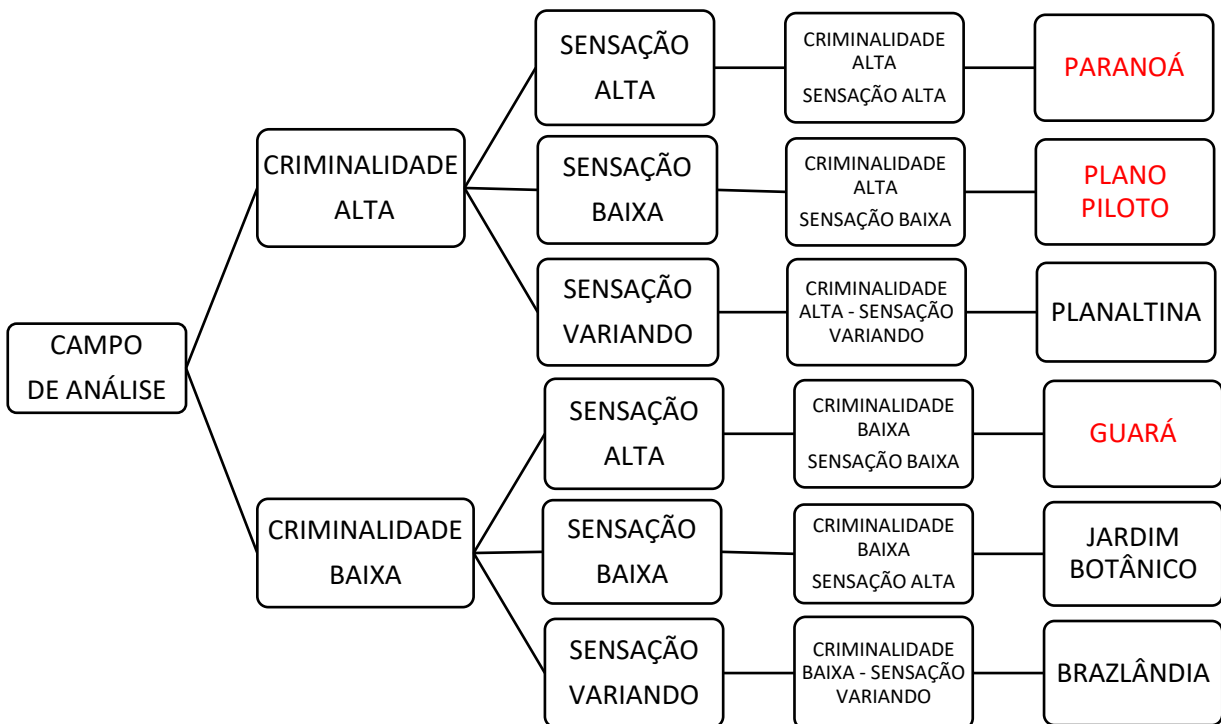 CAMPO
DE ANÁLISE
CRIMINALIDADE
ALTA
SENSAÇÃO
ALTA
CRIMINALIDADE
ALTA
SENSAÇÃO ALTA
PARANOÁ
SENSAÇÃO
BAIXA
CRIMINALIDADE
ALTA
SENSAÇÃO BAIXA
PLANO
PILOTO
SENSAÇÃO
VARIANDO
CRIMINALIDADE
ALTA - SENSAÇÃO
VARIANDO
PLANALTINA
CRIMINALIDADE
BAIXA
SENSAÇÃO
ALTA
CRIMINALIDADE
BAIXA
SENSAÇÃO BAIXA
GUARÁ
SENSAÇÃO
BAIXA
CRIMINALIDADE
BAIXA
SENSAÇÃO ALTA
JARDIM
BOTÂNICO
SENSAÇÃO
VARIANDO
CRIMINALIDADE
BAIXA - SENSAÇÃO
VARIANDO
BRAZLÂNDIA